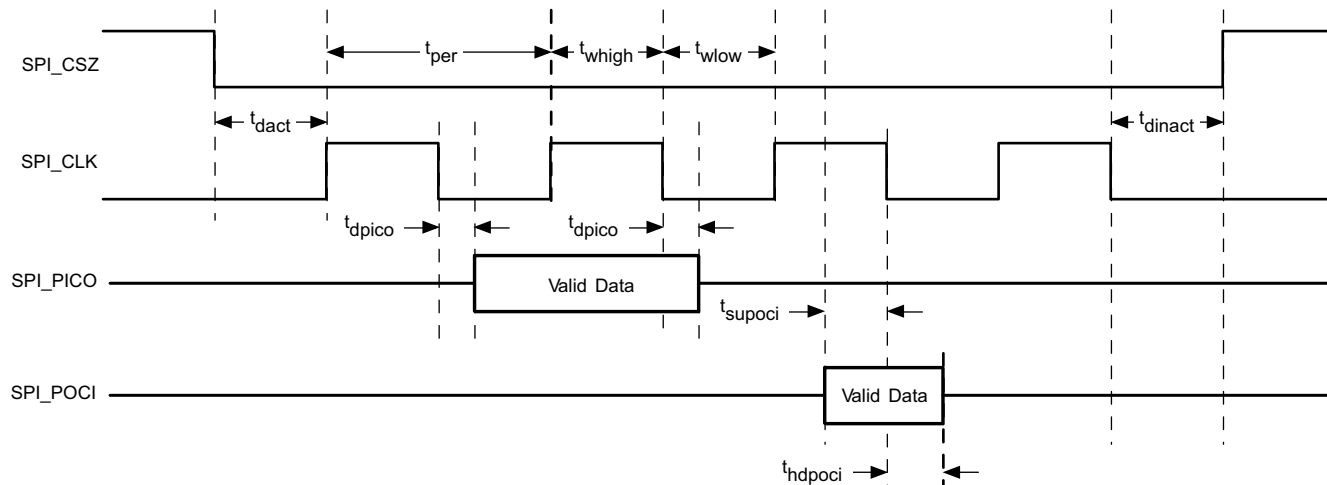 SPI_CSZ
t_per
t_whigh
t_wlow
t_dact
t_dinact
SPI_CLK
t_dpico
t_dpico
SPI_PICO
Valid Data
t_supoci
SPI_POCI
Valid Data
t_hdpoci